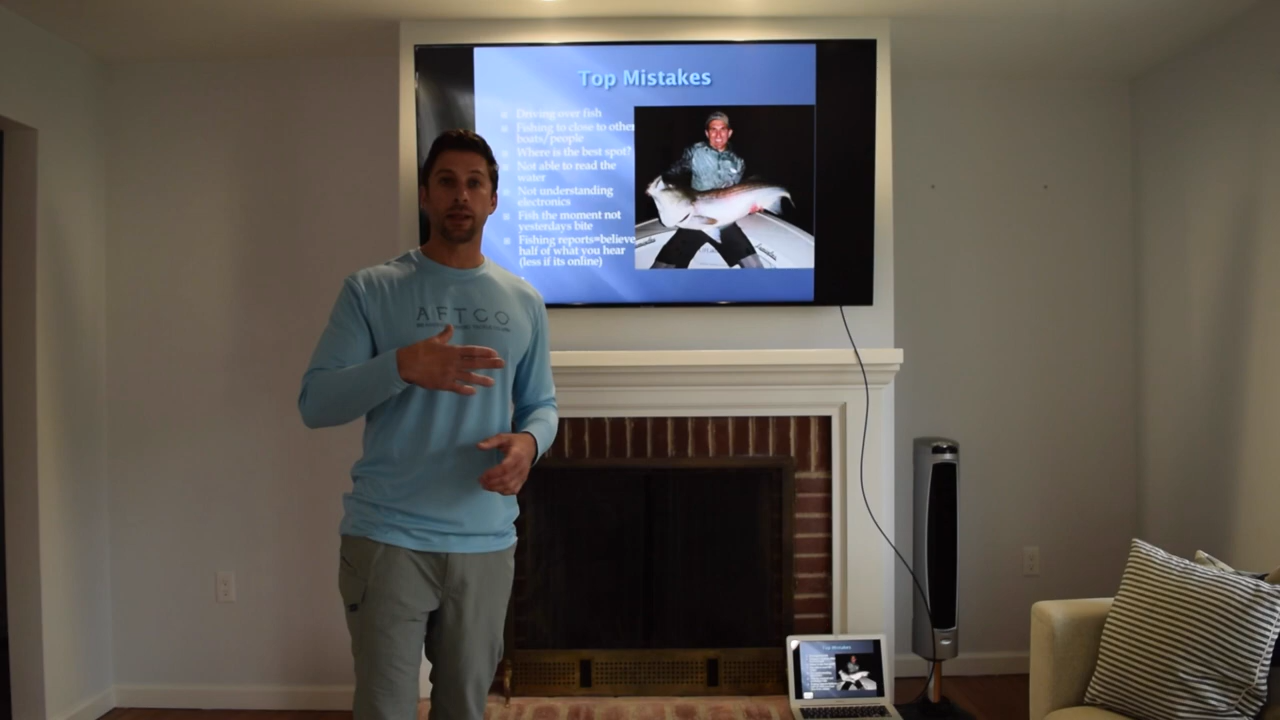 Top Mistakes
Driving over fish
Fishing to close to other
boats/people
Where is the best spot?
Not able to read the
water
Not understanding
electronics
Fish the moment not
yesterdays bite
Fishing reports=believe
half of what you hear
(less if its online)
AFTCO
Top Mistakes